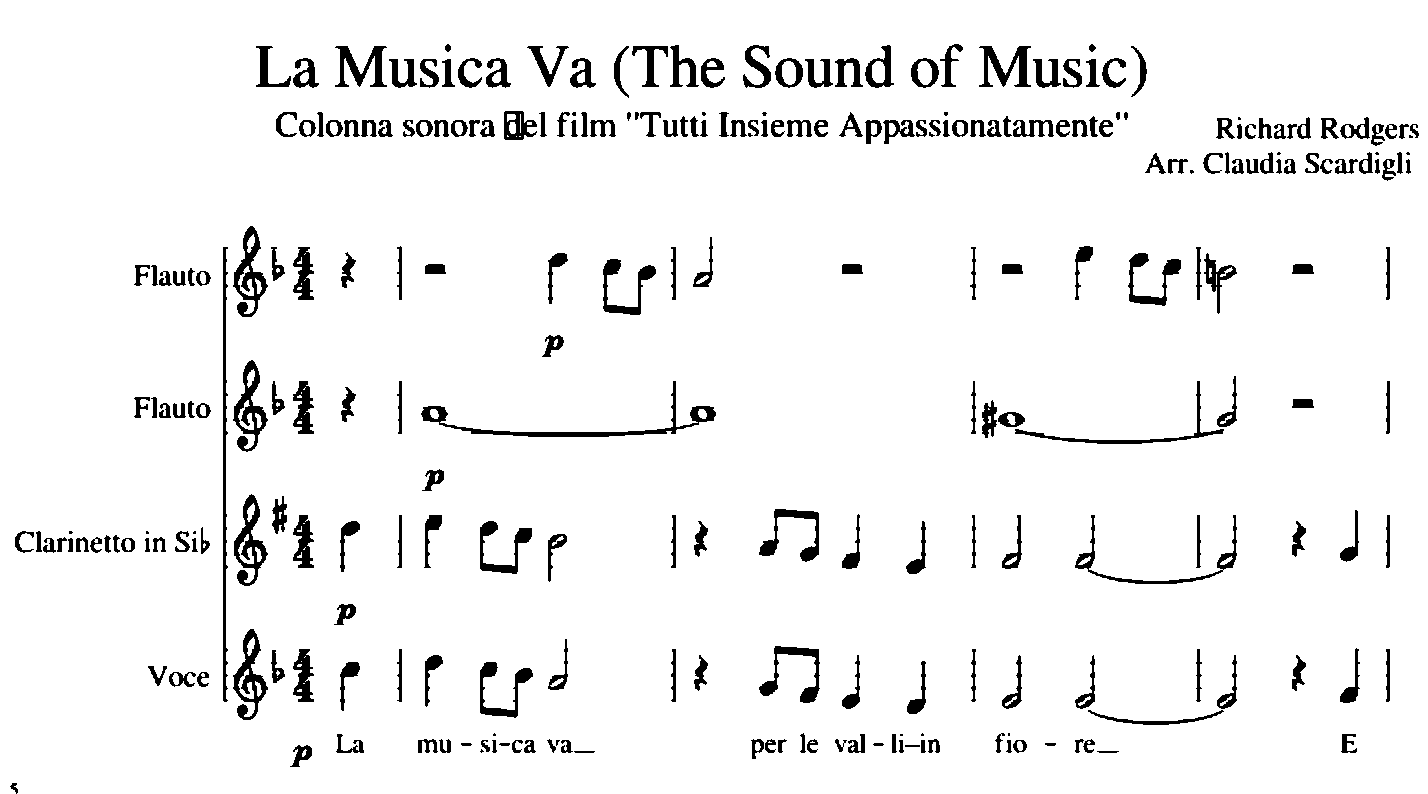 La Musica Va (The Sound of Music)
Colonna sonora del film "Tutti Insieme Appassionatamente"
Richard Rodgers
Arr. Claudia Scardigli
Flauto
p
Flauto
p
Clarinetto in Si♭
p
Voce
p La mu - si-ca va_ per le val-li-in fio - re_ E
5